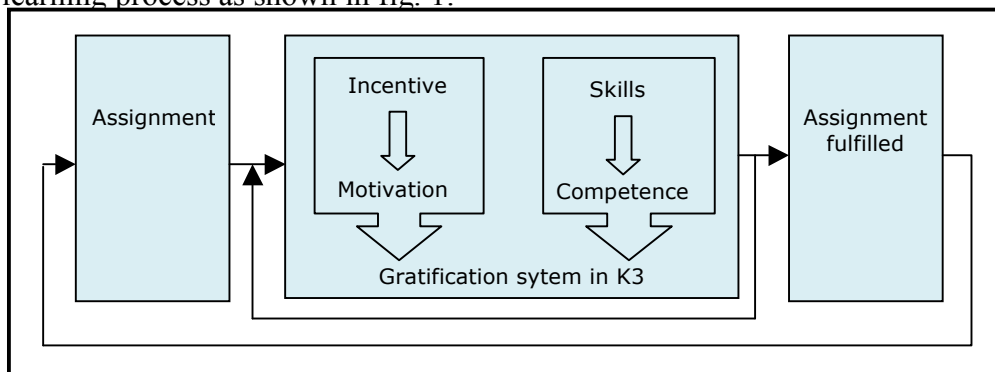 learning process as shown in fig. 1.
Assignment
Incentive
Motivation
Skills
Competence
Gratification sytem in K3
Assignment
fulfilled